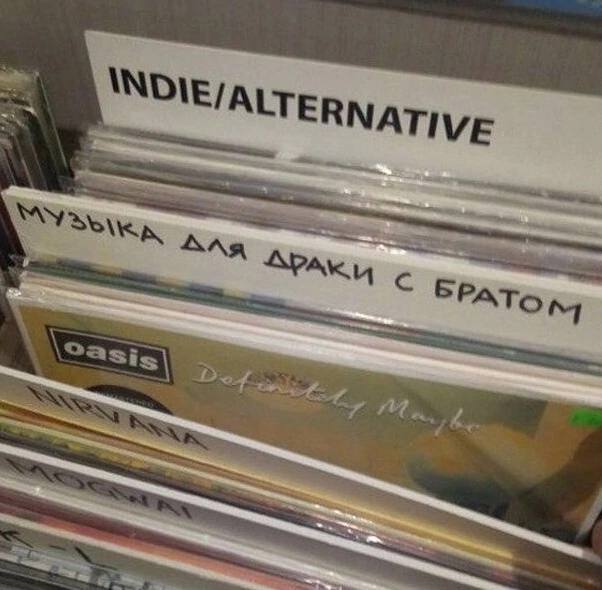 INDIE/ALTERNATIVE
МУЗЫКА ДЛЯ ДРАКИ С БРАТОМ
oasis
Definitely Maybe
NIRVANA
MOGWAI